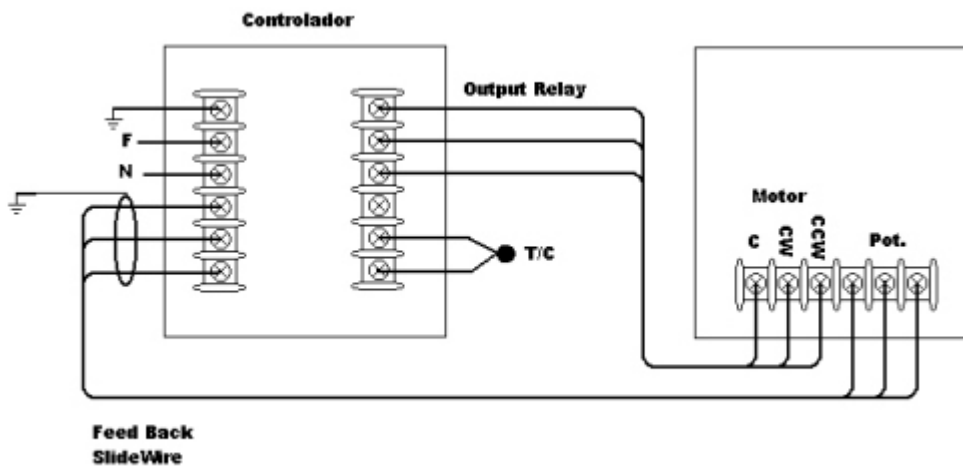 Controlador
Output Relay
F
N
T/C
Motor
C
CW
CCW
Pot.
Feed Back
SlideWire